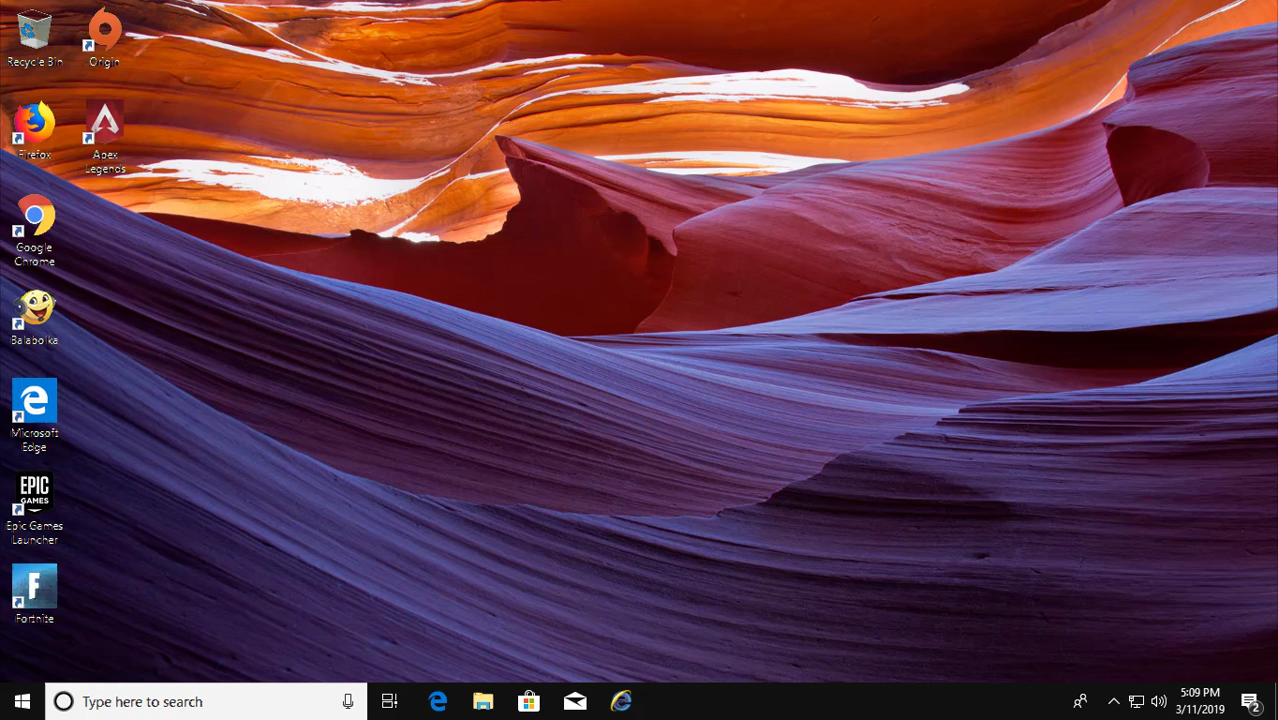 Recycle Bin
Origin
Firefox
Apex
Legends
Google
Chrome
Balabolka
Microsoft
Edge
EPIC
GAMES
Epic Games
Launcher
F
Fortnite
Type here to search
5:09 PM
3/11/2019
2